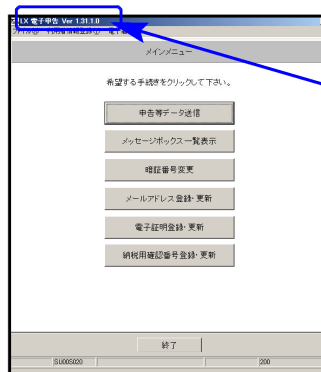 LX 電子申告 Ver 1.31.1.0
メインメニュー
希望する手続きをクリックして下さい。
申告等データ送信
メッセージボックス一覧表示
暗証番号変更
メールアドレス登録・更新
電子証明登録・更新
納税用確認番号登録・更新
終了
SU00S020 200